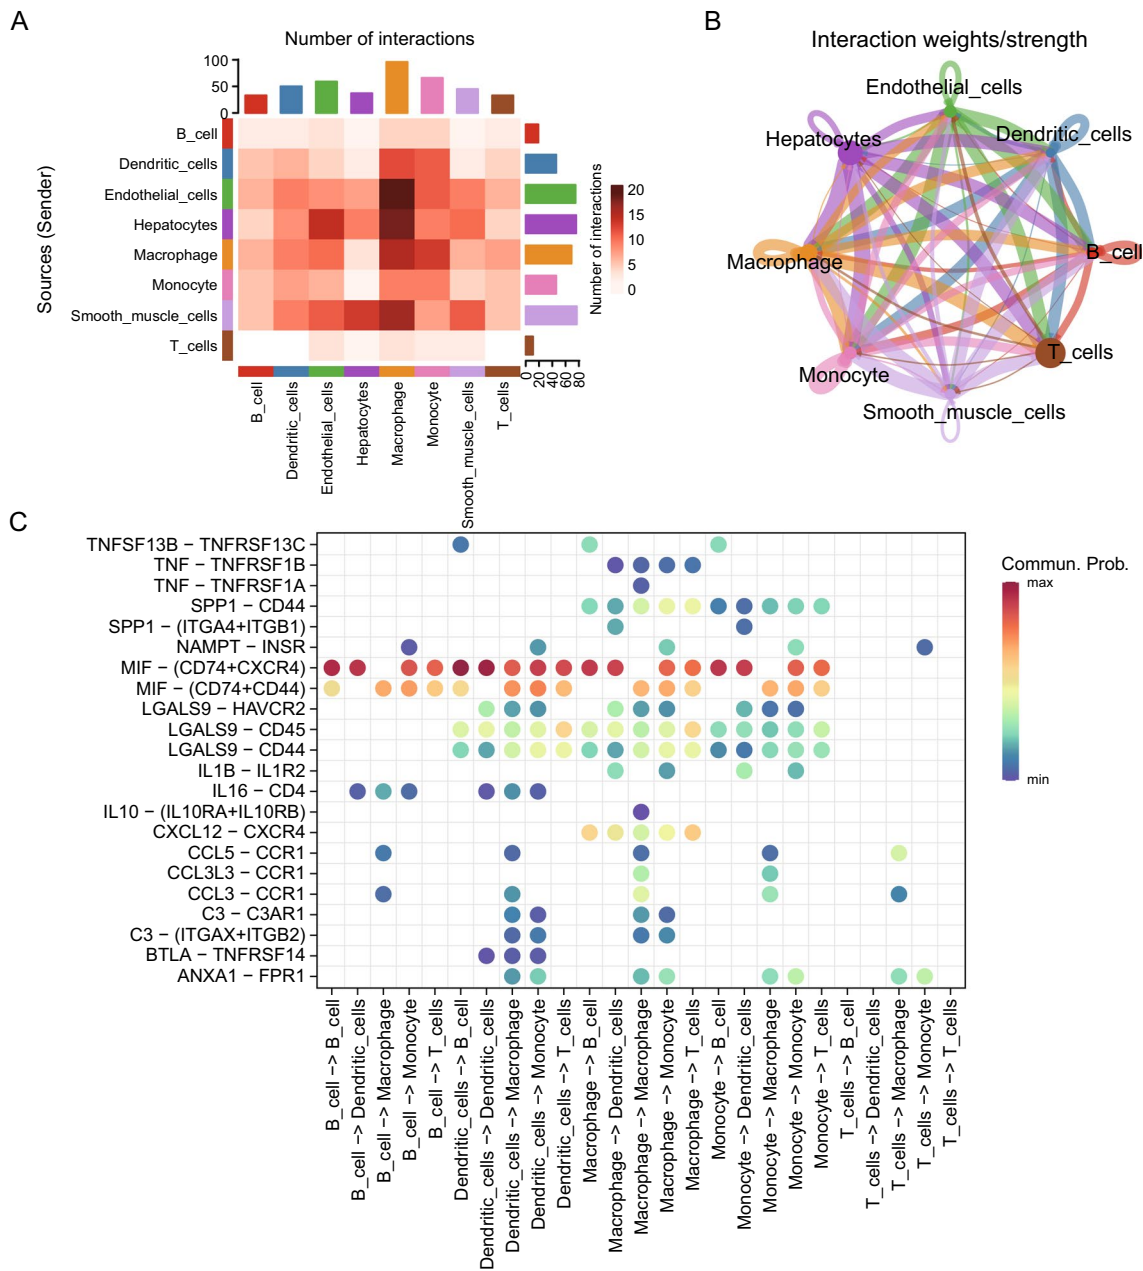 A
Number of interactions
100
50
0
Sources (Sender)
B_cell
Dendritic_cells
Endothelial_cells
Hepatocytes
Macrophage
Monocyte
Smooth_muscle_cells
T_cells
0
20
40
60
80
B_cell
Dendritic_cells
Endothelial_cells
Hepatocytes
Macrophage
Monocyte
Smooth_muscle_cells
T_cells
Number of interactions
20
15
10
5
0
B
Interaction weights/strength
Endothelial_cells
Dendritic_cells
Hepatocytes
B_cell
Macrophage
T_cells
Monocyte
Smooth_muscle_cells
C
TNFSF13B − TNFRSF13C
TNF − TNFRSF1B
TNF − TNFRSF1A
SPP1 − CD44
SPP1 − (ITGA4+ITGB1)
NAMPT − INSR
MIF − (CD74+CXCR4)
MIF − (CD74+CD44)
LGALS9 − HAVCR2
LGALS9 − CD45
LGALS9 − CD44
IL1B − IL1R2
IL16 − CD4
IL10 − (IL10RA+IL10RB)
CXCL12 − CXCR4
CCL5 − CCR1
CCL3L3 − CCR1
CCL3 − CCR1
C3 − C3AR1
C3 − (ITGAX+ITGB2)
BTLA − TNFRSF14
ANXA1 − FPR1
B_cell −> B_cell
B_cell −> Dendritic_cells
B_cell −> Macrophage
B_cell −> Monocyte
B_cell −> T_cells
Dendritic_cells −> B_cell
Dendritic_cells −> Dendritic_cells
Dendritic_cells −> Macrophage
Dendritic_cells −> Monocyte
Dendritic_cells −> T_cells
Macrophage −> B_cell
Macrophage −> Dendritic_cells
Macrophage −> Macrophage
Macrophage −> Monocyte
Macrophage −> T_cells
Monocyte −> B_cell
Monocyte −> Dendritic_cells
Monocyte −> Macrophage
Monocyte −> Monocyte
Monocyte −> T_cells
T_cells −> B_cell
T_cells −> Dendritic_cells
T_cells −> Macrophage
T_cells −> Monocyte
T_cells −> T_cells
Commun. Prob.
max
min